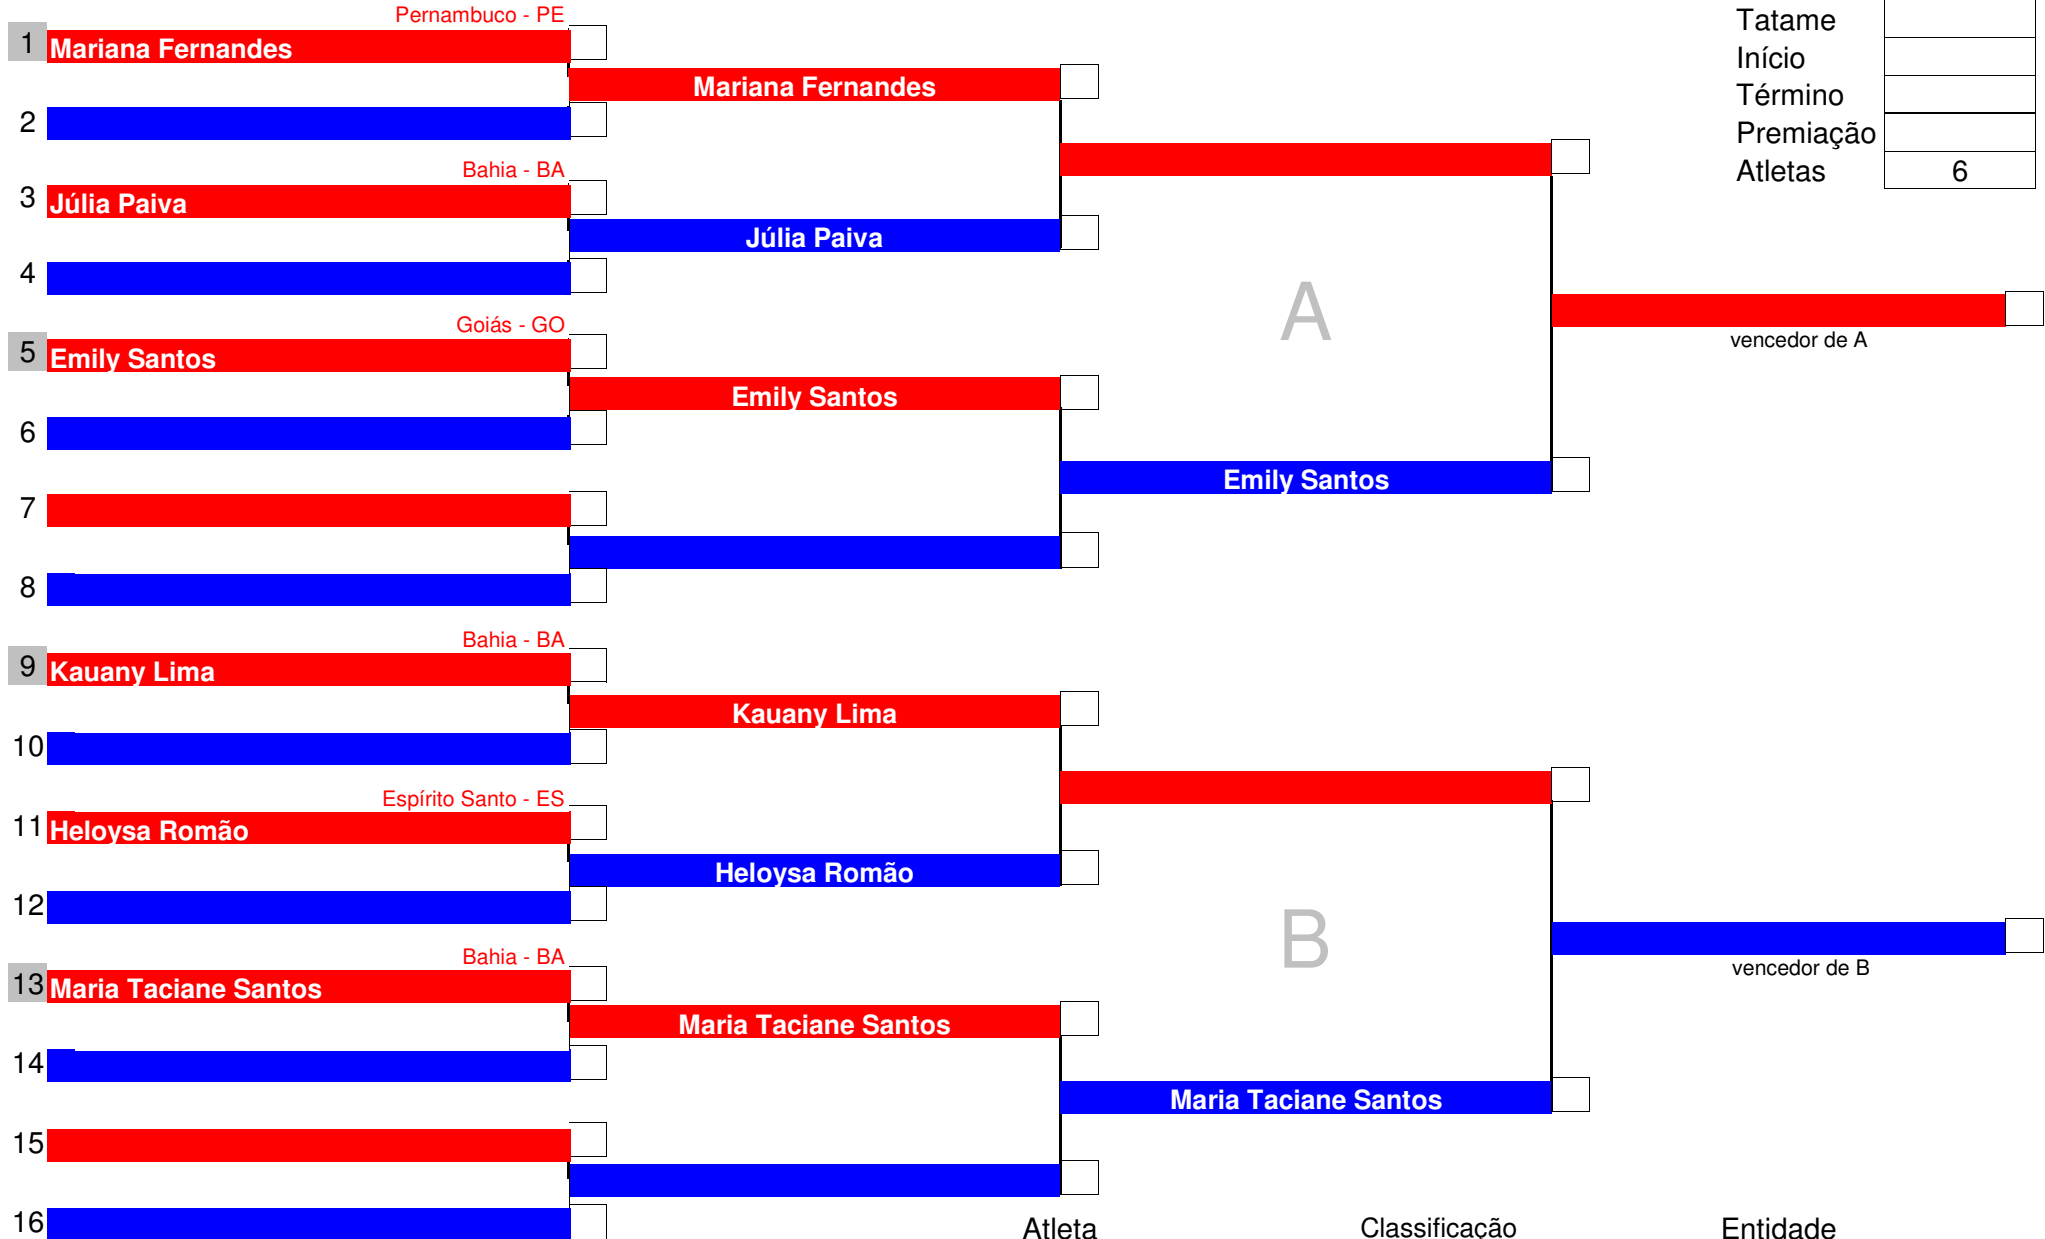 Pernambuco - PE
1 Mariana Fernandes
Mariana Fernandes
2
Bahia - BA
3 Júlia Paiva
Júlia Paiva
4
Goiás - GO
5 Emily Santos
Emily Santos
6
Emily Santos
7
8
Bahia - BA
9 Kauany Lima
Kauany Lima
10
Espírito Santo - ES
11 Heloysa Romão
Heloysa Romão
12
Bahia - BA
13 Maria Taciane Santos
Maria Taciane Santos
14
Maria Taciane Santos
15
16
A
vencedor de A
B
vencedor de B
Tatame
Início
Término
Premiação
Atletas 6
Atleta Classificação Entidade